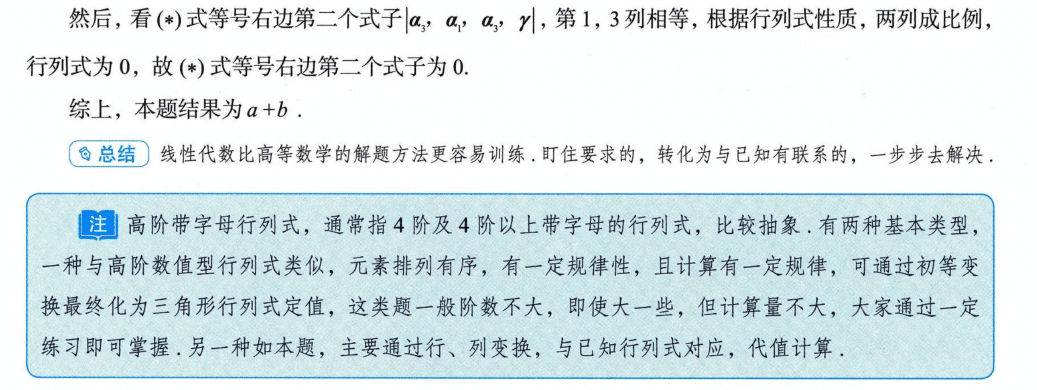 然后，看 (*) 式等号右边第二个式子|α₃，α₁，α₃，γ|，第 1，3 列相等，根据行列式性质，两列成比例，
行列式为 0，故 (*) 式等号右边第二个式子为 0.
综上，本题结果为 a+b .
总结 线性代数比高等数学的解题方法更容易训练．盯住要求的，转化为与已知有联系的，一步步去解决．
注 高阶带字母行列式，通常指 4 阶及 4 阶以上带字母的行列式，比较抽象．有两种基本类型，
一种与高阶数值型行列式类似，元素排列有序，有一定规律性，且计算有一定规律，可通过初等变
换最终化为三角形行列式定值，这类题一般阶数不大，即使大一些，但计算量不大，大家通过一定
练习即可掌握．另一种如本题，主要通过行、列变换，与已知行列式对应，代值计算．